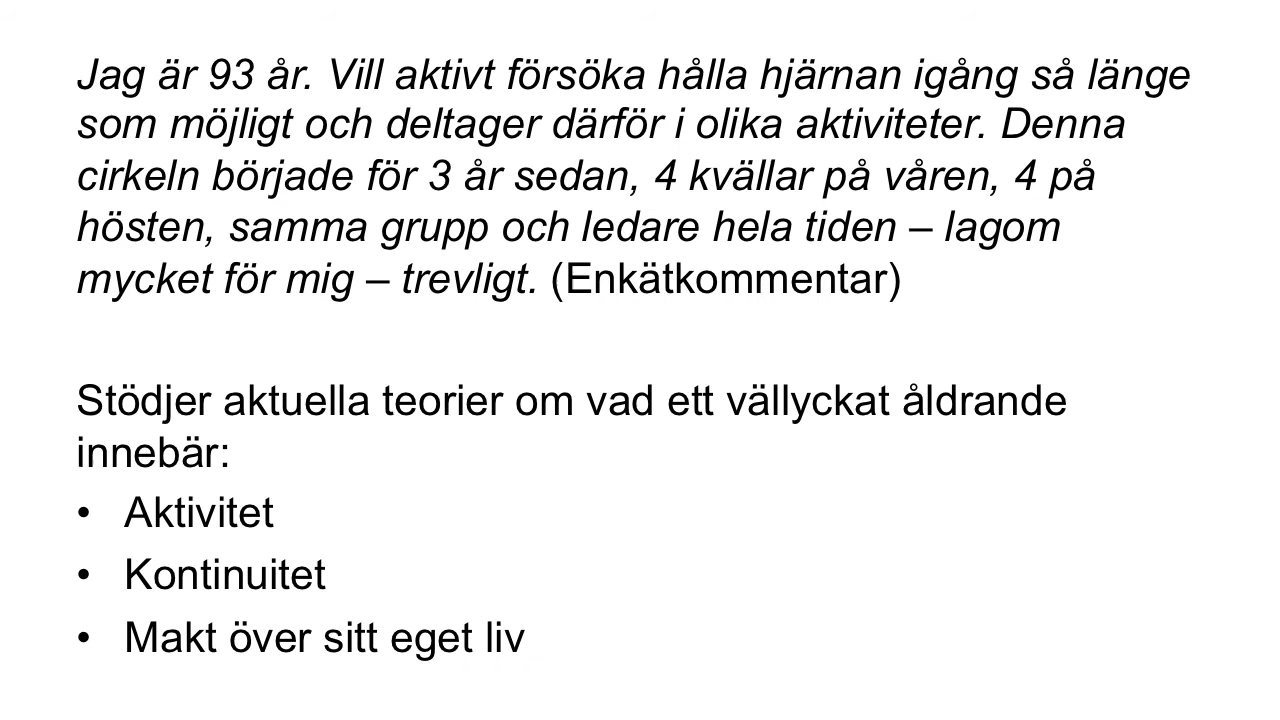 Jag är 93 år. Vill aktivt försöka hålla hjärnan igång så länge
som möjligt och deltager därför i olika aktiviteter. Denna
cirkeln började för 3 år sedan, 4 kvällar på våren, 4 på
hösten, samma grupp och ledare hela tiden – lagom
mycket för mig – trevligt. (Enkätkommentar)
Stödjer aktuella teorier om vad ett vällyckat åldrande
innebär:
• Aktivitet
• Kontinuitet
• Makt över sitt eget liv